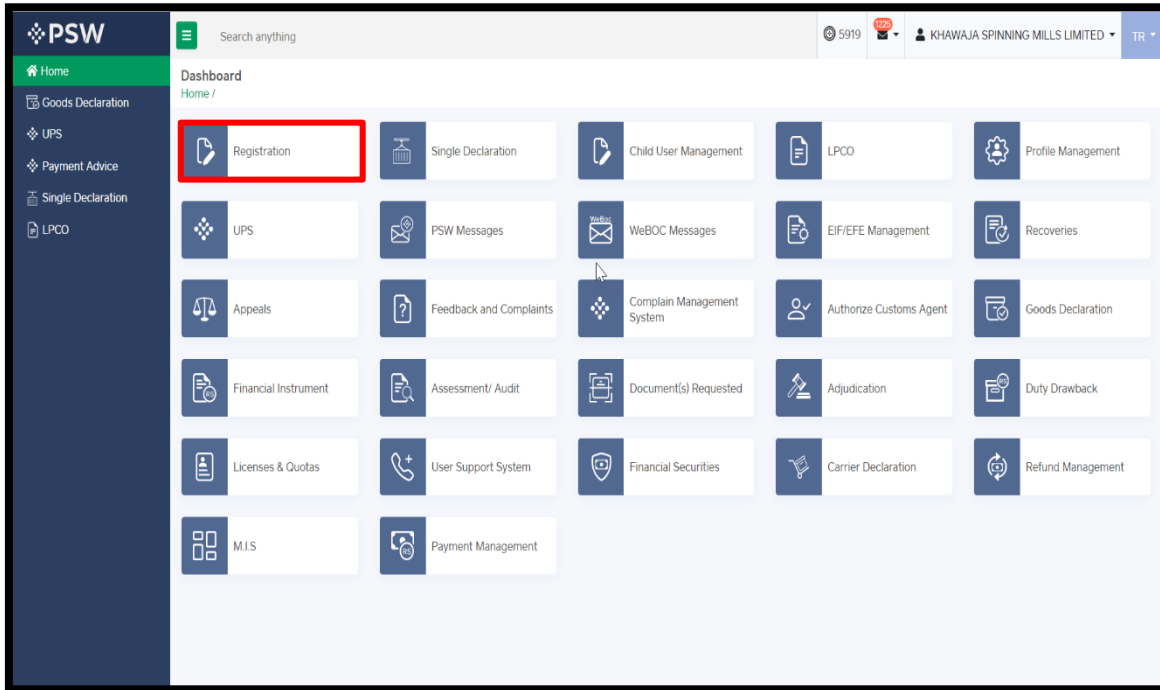 PSW
Search anything
5919
1225
KHAWAJA SPINNING MILLS LIMITED
TR
Home
Goods Declaration
UPS
Payment Advice
Single Declaration
LPCO
Dashboard
Home /
Registration
Single Declaration
Child User Management
LPCO
Profile Management
UPS
PSW Messages
WeBOC
WeBOC Messages
EIF/EFE Management
Recoveries
Appeals
Feedback and Complaints
Complain Management
System
Authorize Customs Agent
Goods Declaration
RS
Financial Instrument
Assessment/ Audit
Document(s) Requested
Adjudication
RS
Duty Drawback
Licenses & Quotas
User Support System
Financial Securities
Carrier Declaration
Refund Management
M.I.S
RS
Payment Management